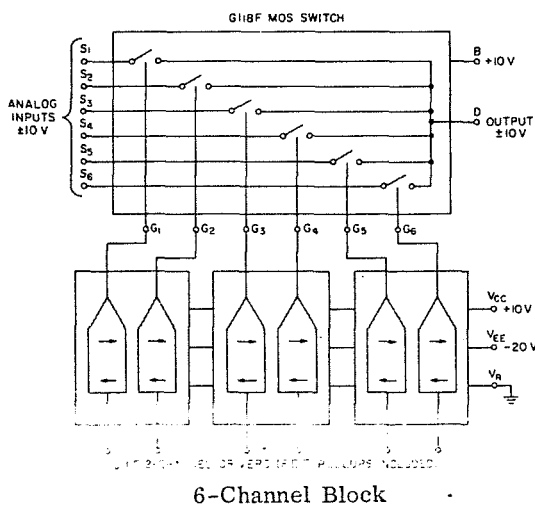 G118F MOS SWITCH
S1
S2
S3
S4
S5
S6
ANALOG
INPUTS
±10 V
B
+10 V
D
OUTPUT
±10 V
G1
G2
G3
G4
G5
G6
VCC
+10 V
VEE
-20 V
VR
INCLUDED
6-Channel Block